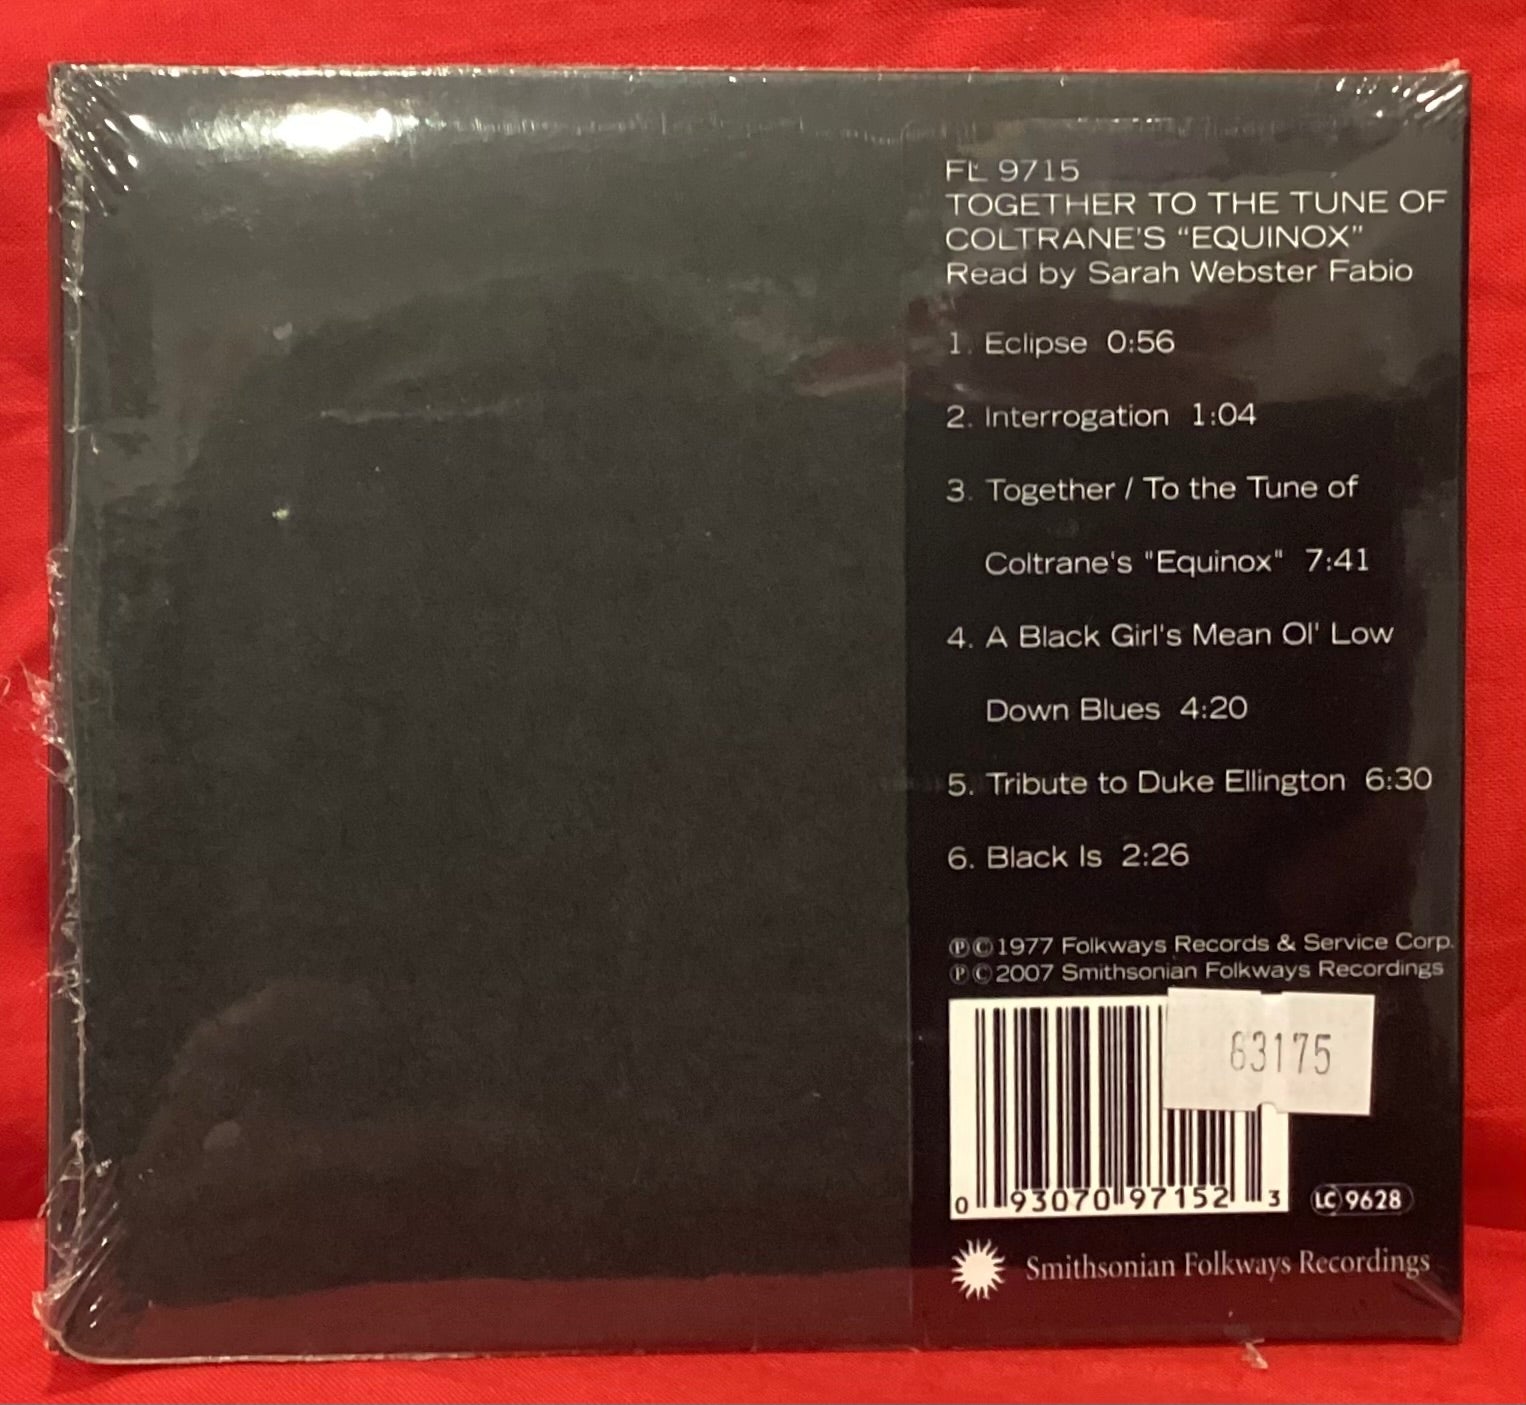 FL 9715
TOGETHER TO THE TUNE OF
COLTRANE'S “EQUINOX”
Read by Sarah Webster Fabio
1. Eclipse 0:56
2. Interrogation 1:04
3. Together / To the Tune of
Coltrane's "Equinox" 7:41
4. A Black Girl's Mean Ol' Low
Down Blues 4:20
5. Tribute to Duke Ellington 6:30
6. Black Is 2:26
℗©1977 Folkways Records & Service Corp.
℗©2007 Smithsonian Folkways Recordings
63175
0 93070 97152 3
LC 9628
Smithsonian Folkways Recordings